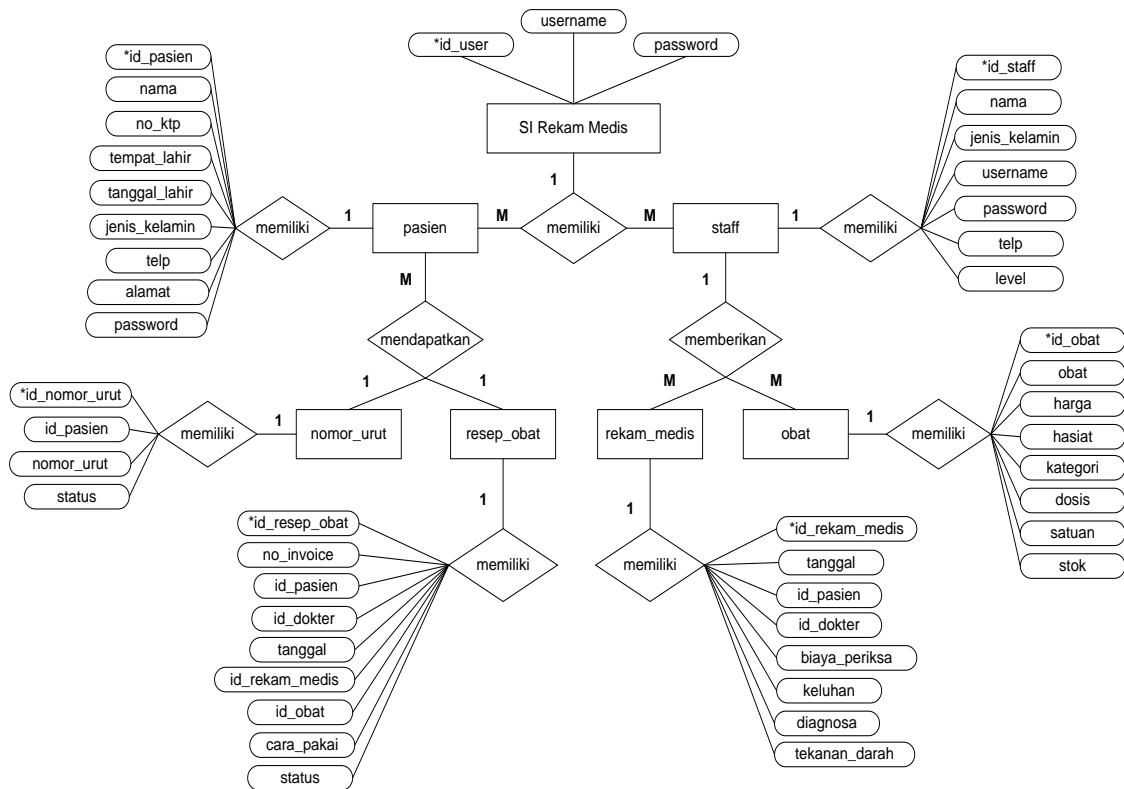 username
*id_user
password
SI Rekam Medis
1
*id_pasien
nama
no_ktp
tempat_lahir
tanggal_lahir
jenis_kelamin
telp
alamat
password
memiliki
1
pasien
M
memiliki
M
staff
1
memiliki
*id_staff
nama
jenis_kelamin
username
password
telp
level
M
mendapatkan
1
1
1
memberikan
M
M
*id_nomor_urut
id_pasien
nomor_urut
status
memiliki
1
nomor_urut
resep_obat
rekam_medis
obat
1
memiliki
*id_obat
obat
harga
hasiat
kategori
dosis
satuan
stok
1
memiliki
*id_resep_obat
no_invoice
id_pasien
id_dokter
tanggal
id_rekam_medis
id_obat
cara_pakai
status
1
memiliki
*id_rekam_medis
tanggal
id_pasien
id_dokter
biaya_periksa
keluhan
diagnosa
tekanan_darah